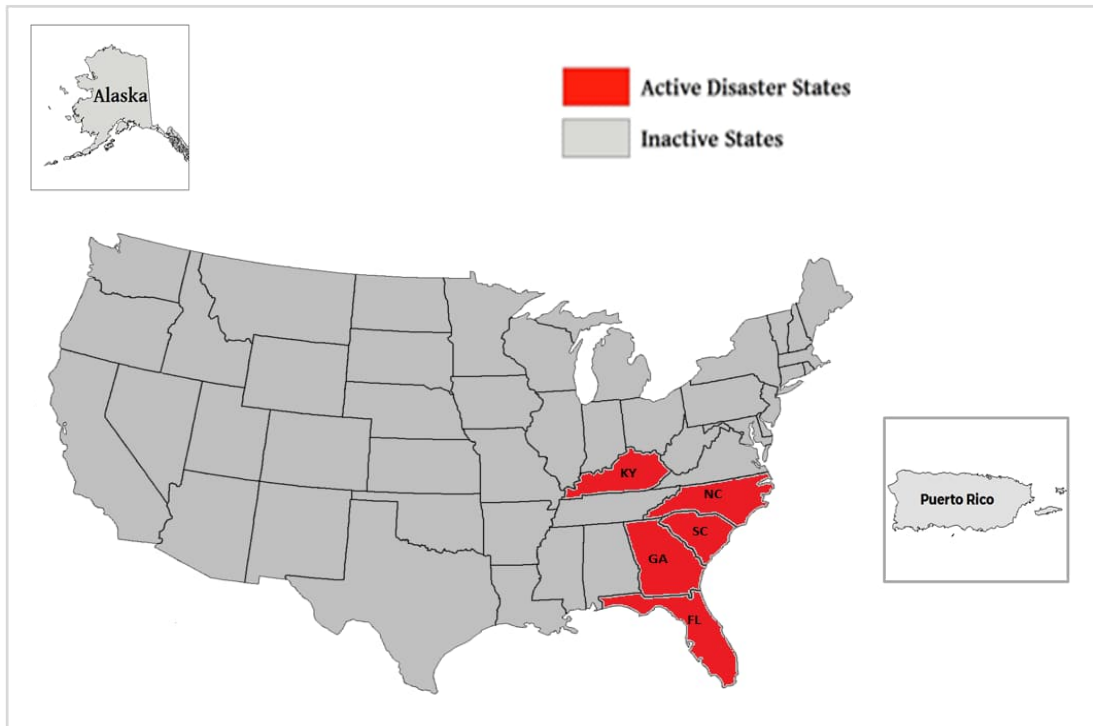 Alaska
Active Disaster States
Inactive States
KY
NC
SC
GA
FL
Puerto Rico